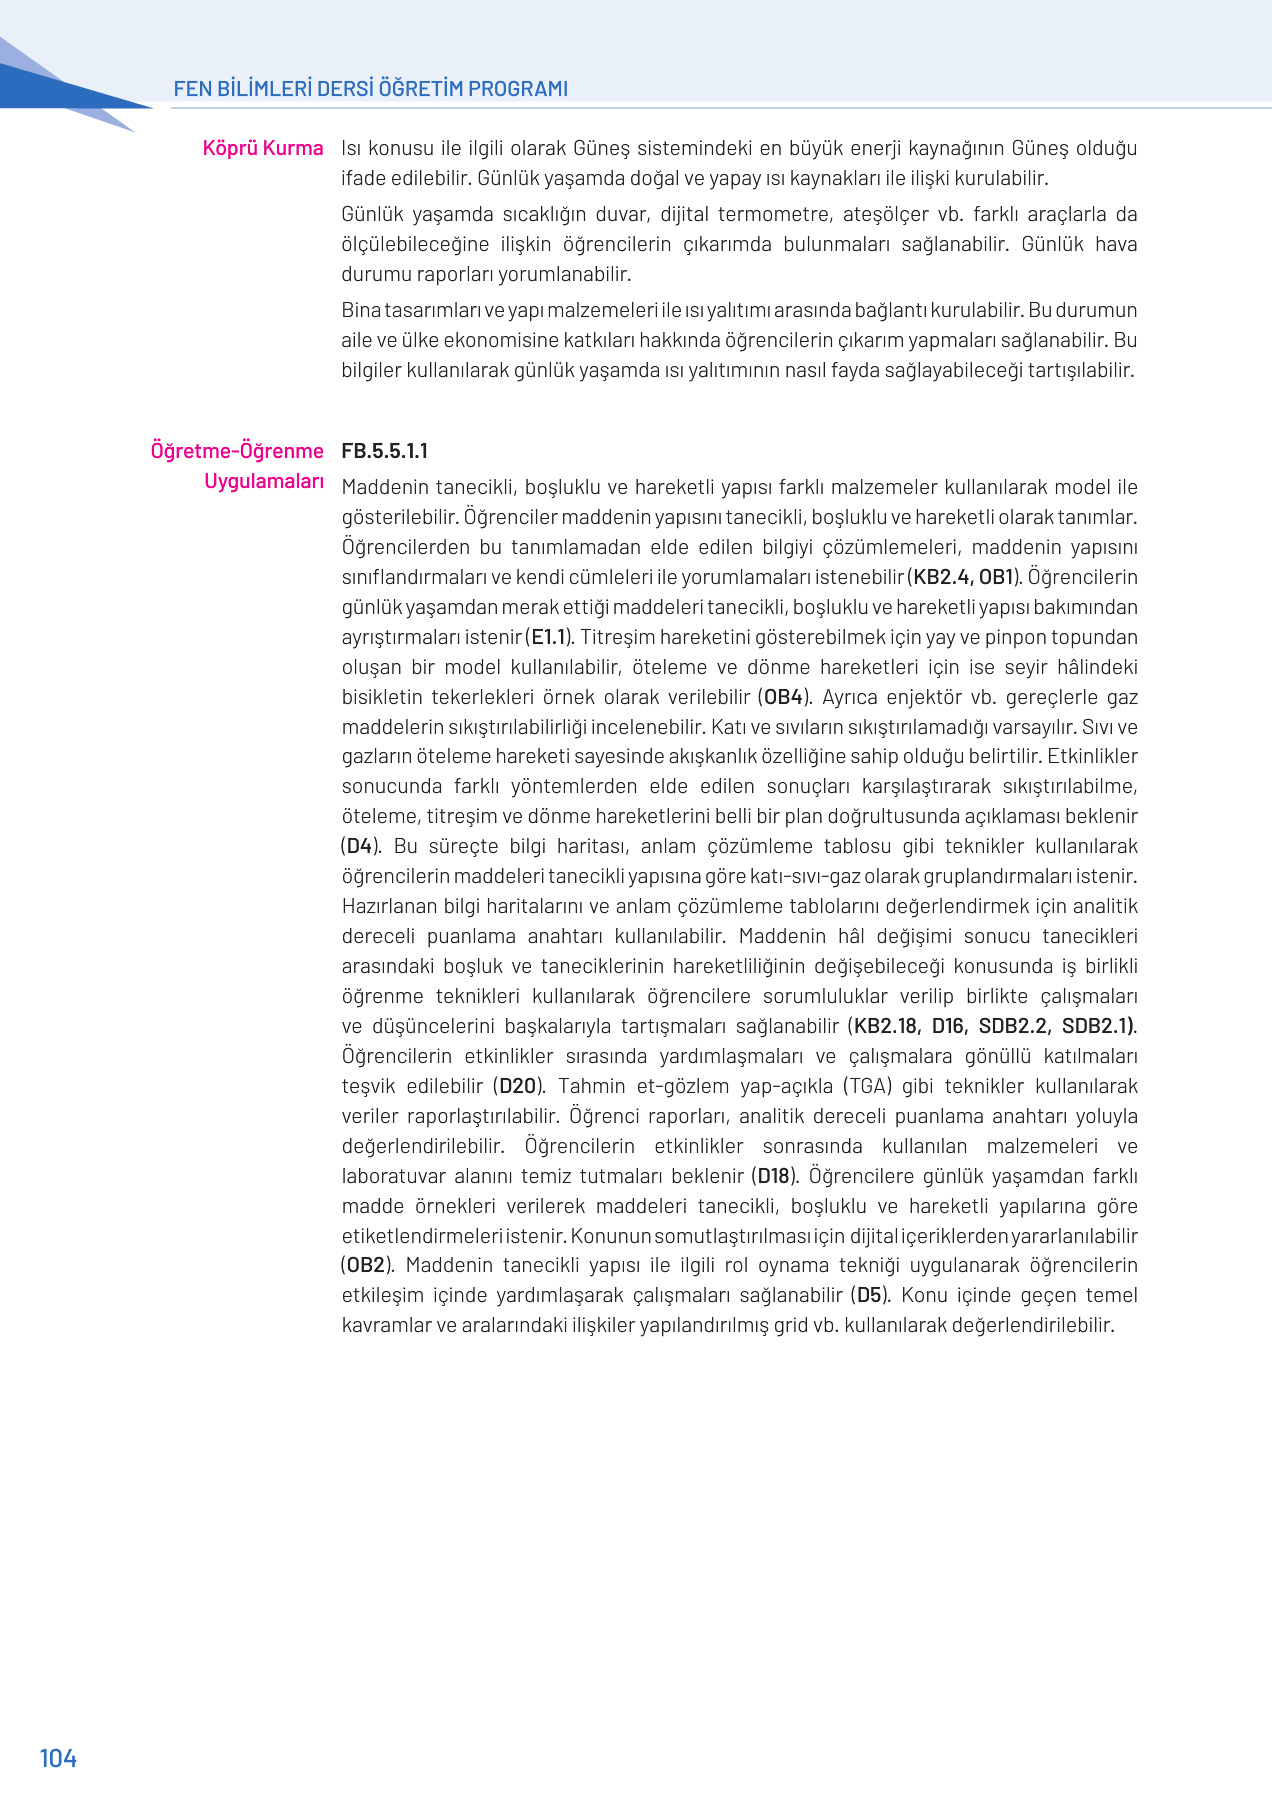 FEN BİLİMLERİ DERSİ ÖĞRETİM PROGRAMI
Köprü Kurma
Isı konusu ile ilgili olarak Güneş sistemindeki en büyük enerji kaynağının Güneş olduğu
ifade edilebilir. Günlük yaşamda doğal ve yapay ısı kaynakları ile ilişki kurulabilir.
Günlük yaşamda sıcaklığın duvar, dijital termometre, ateşölçer vb. farklı araçlarla da
ölçülebileceğine ilişkin öğrencilerin çıkarımda bulunmaları sağlanabilir. Günlük hava
durumu raporları yorumlanabilir.
Bina tasarımları ve yapı malzemeleri ile ısı yalıtımı arasında bağlantı kurulabilir. Bu durumun
aile ve ülke ekonomisine katkıları hakkında öğrencilerin çıkarım yapmaları sağlanabilir. Bu
bilgiler kullanılarak günlük yaşamda ısı yalıtımının nasıl fayda sağlayabileceği tartışılabilir.
Öğretme-Öğrenme
Uygulamaları
FB.5.5.1.1
Maddenin tanecikli, boşluklu ve hareketli yapısı farklı malzemeler kullanılarak model ile
gösterilebilir. Öğrenciler maddenin yapısını tanecikli, boşluklu ve hareketli olarak tanımlar.
Öğrencilerden bu tanımlamadan elde edilen bilgiyi çözümlemeleri, maddenin yapısını
sınıflandırmaları ve kendi cümleleri ile yorumlamaları istenebilir (KB2.4, OB1). Öğrencilerin
günlük yaşamdan merak ettiği maddeleri tanecikli, boşluklu ve hareketli yapısı bakımından
ayrıştırmaları istenir (E1.1). Titreşim hareketini gösterebilmek için yay ve pinpon topundan
oluşan bir model kullanılabilir, öteleme ve dönme hareketleri için ise seyir hâlindeki
bisikletin tekerlekleri örnek olarak verilebilir (OB4). Ayrıca enjektör vb. gereçlerle gaz
maddelerin sıkıştırılabilirliği incelenebilir. Katı ve sıvıların sıkıştırılamadığı varsayılır. Sıvı ve
gazların öteleme hareketi sayesinde akışkanlık özelliğine sahip olduğu belirtilir. Etkinlikler
sonucunda farklı yöntemlerden elde edilen sonuçları karşılaştırarak sıkıştırılabilme,
öteleme, titreşim ve dönme hareketlerini belli bir plan doğrultusunda açıklaması beklenir
(D4). Bu süreçte bilgi haritası, anlam çözümleme tablosu gibi teknikler kullanılarak
öğrencilerin maddeleri tanecikli yapısına göre katı-sıvı-gaz olarak gruplandırmaları istenir.
Hazırlanan bilgi haritalarını ve anlam çözümleme tablolarını değerlendirmek için analitik
dereceli puanlama anahtarı kullanılabilir. Maddenin hâl değişimi sonucu tanecikleri
arasındaki boşluk ve taneciklerinin hareketliliğinin değişebileceği konusunda iş birlikli
öğrenme teknikleri kullanılarak öğrencilere sorumluluklar verilip birlikte çalışmaları
ve düşüncelerini başkalarıyla tartışmaları sağlanabilir (KB2.18, D16, SDB2.2, SDB2.1).
Öğrencilerin etkinlikler sırasında yardımlaşmaları ve çalışmalara gönüllü katılmaları
teşvik edilebilir (D20). Tahmin et-gözlem yap-açıkla (TGA) gibi teknikler kullanılarak
veriler raporlaştırılabilir. Öğrenci raporları, analitik dereceli puanlama anahtarı yoluyla
değerlendirilebilir. Öğrencilerin etkinlikler sonrasında kullanılan malzemeleri ve
laboratuvar alanını temiz tutmaları beklenir (D18). Öğrencilere günlük yaşamdan farklı
madde örnekleri verilerek maddeleri tanecikli, boşluklu ve hareketli yapılarına göre
etiketlendirmeleri istenir. Konunun somutlaştırılması için dijital içeriklerden yararlanılabilir
(OB2). Maddenin tanecikli yapısı ile ilgili rol oynama tekniği uygulanarak öğrencilerin
etkileşim içinde yardımlaşarak çalışmaları sağlanabilir (D5). Konu içinde geçen temel
kavramlar ve aralarındaki ilişkiler yapılandırılmış grid vb. kullanılarak değerlendirilebilir.
104